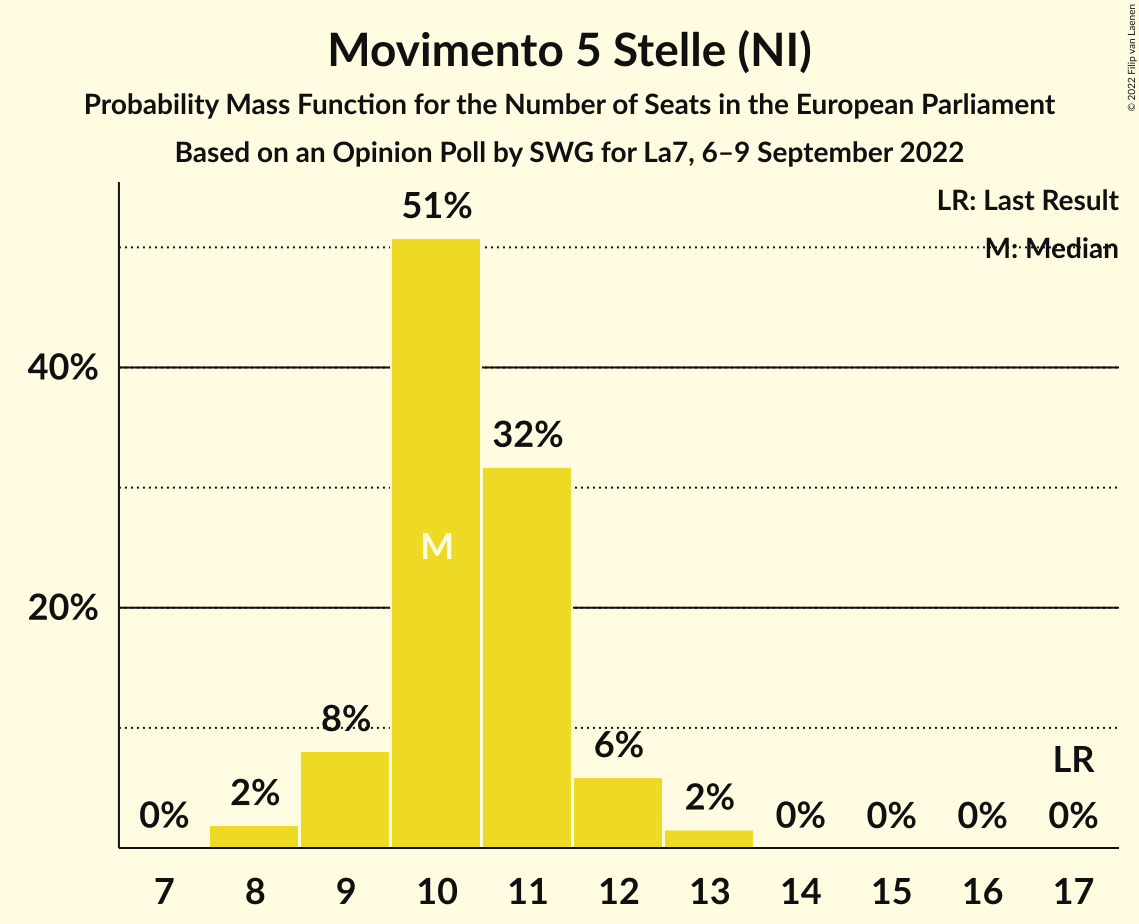 Movimento 5 Stelle (NI)
Probability Mass Function for the Number of Seats in the European Parliament
Based on an Opinion Poll by SWG for La7, 6–9 September 2022
© 2022 Filip van Laenen
LR: Last Result
M: Median
51%
40%
32%
M
20%
8%
6%
LR
2%
2%
0%
0%
0%
0%
0%
7 8 9 10 11 12 13 14 15 16 17